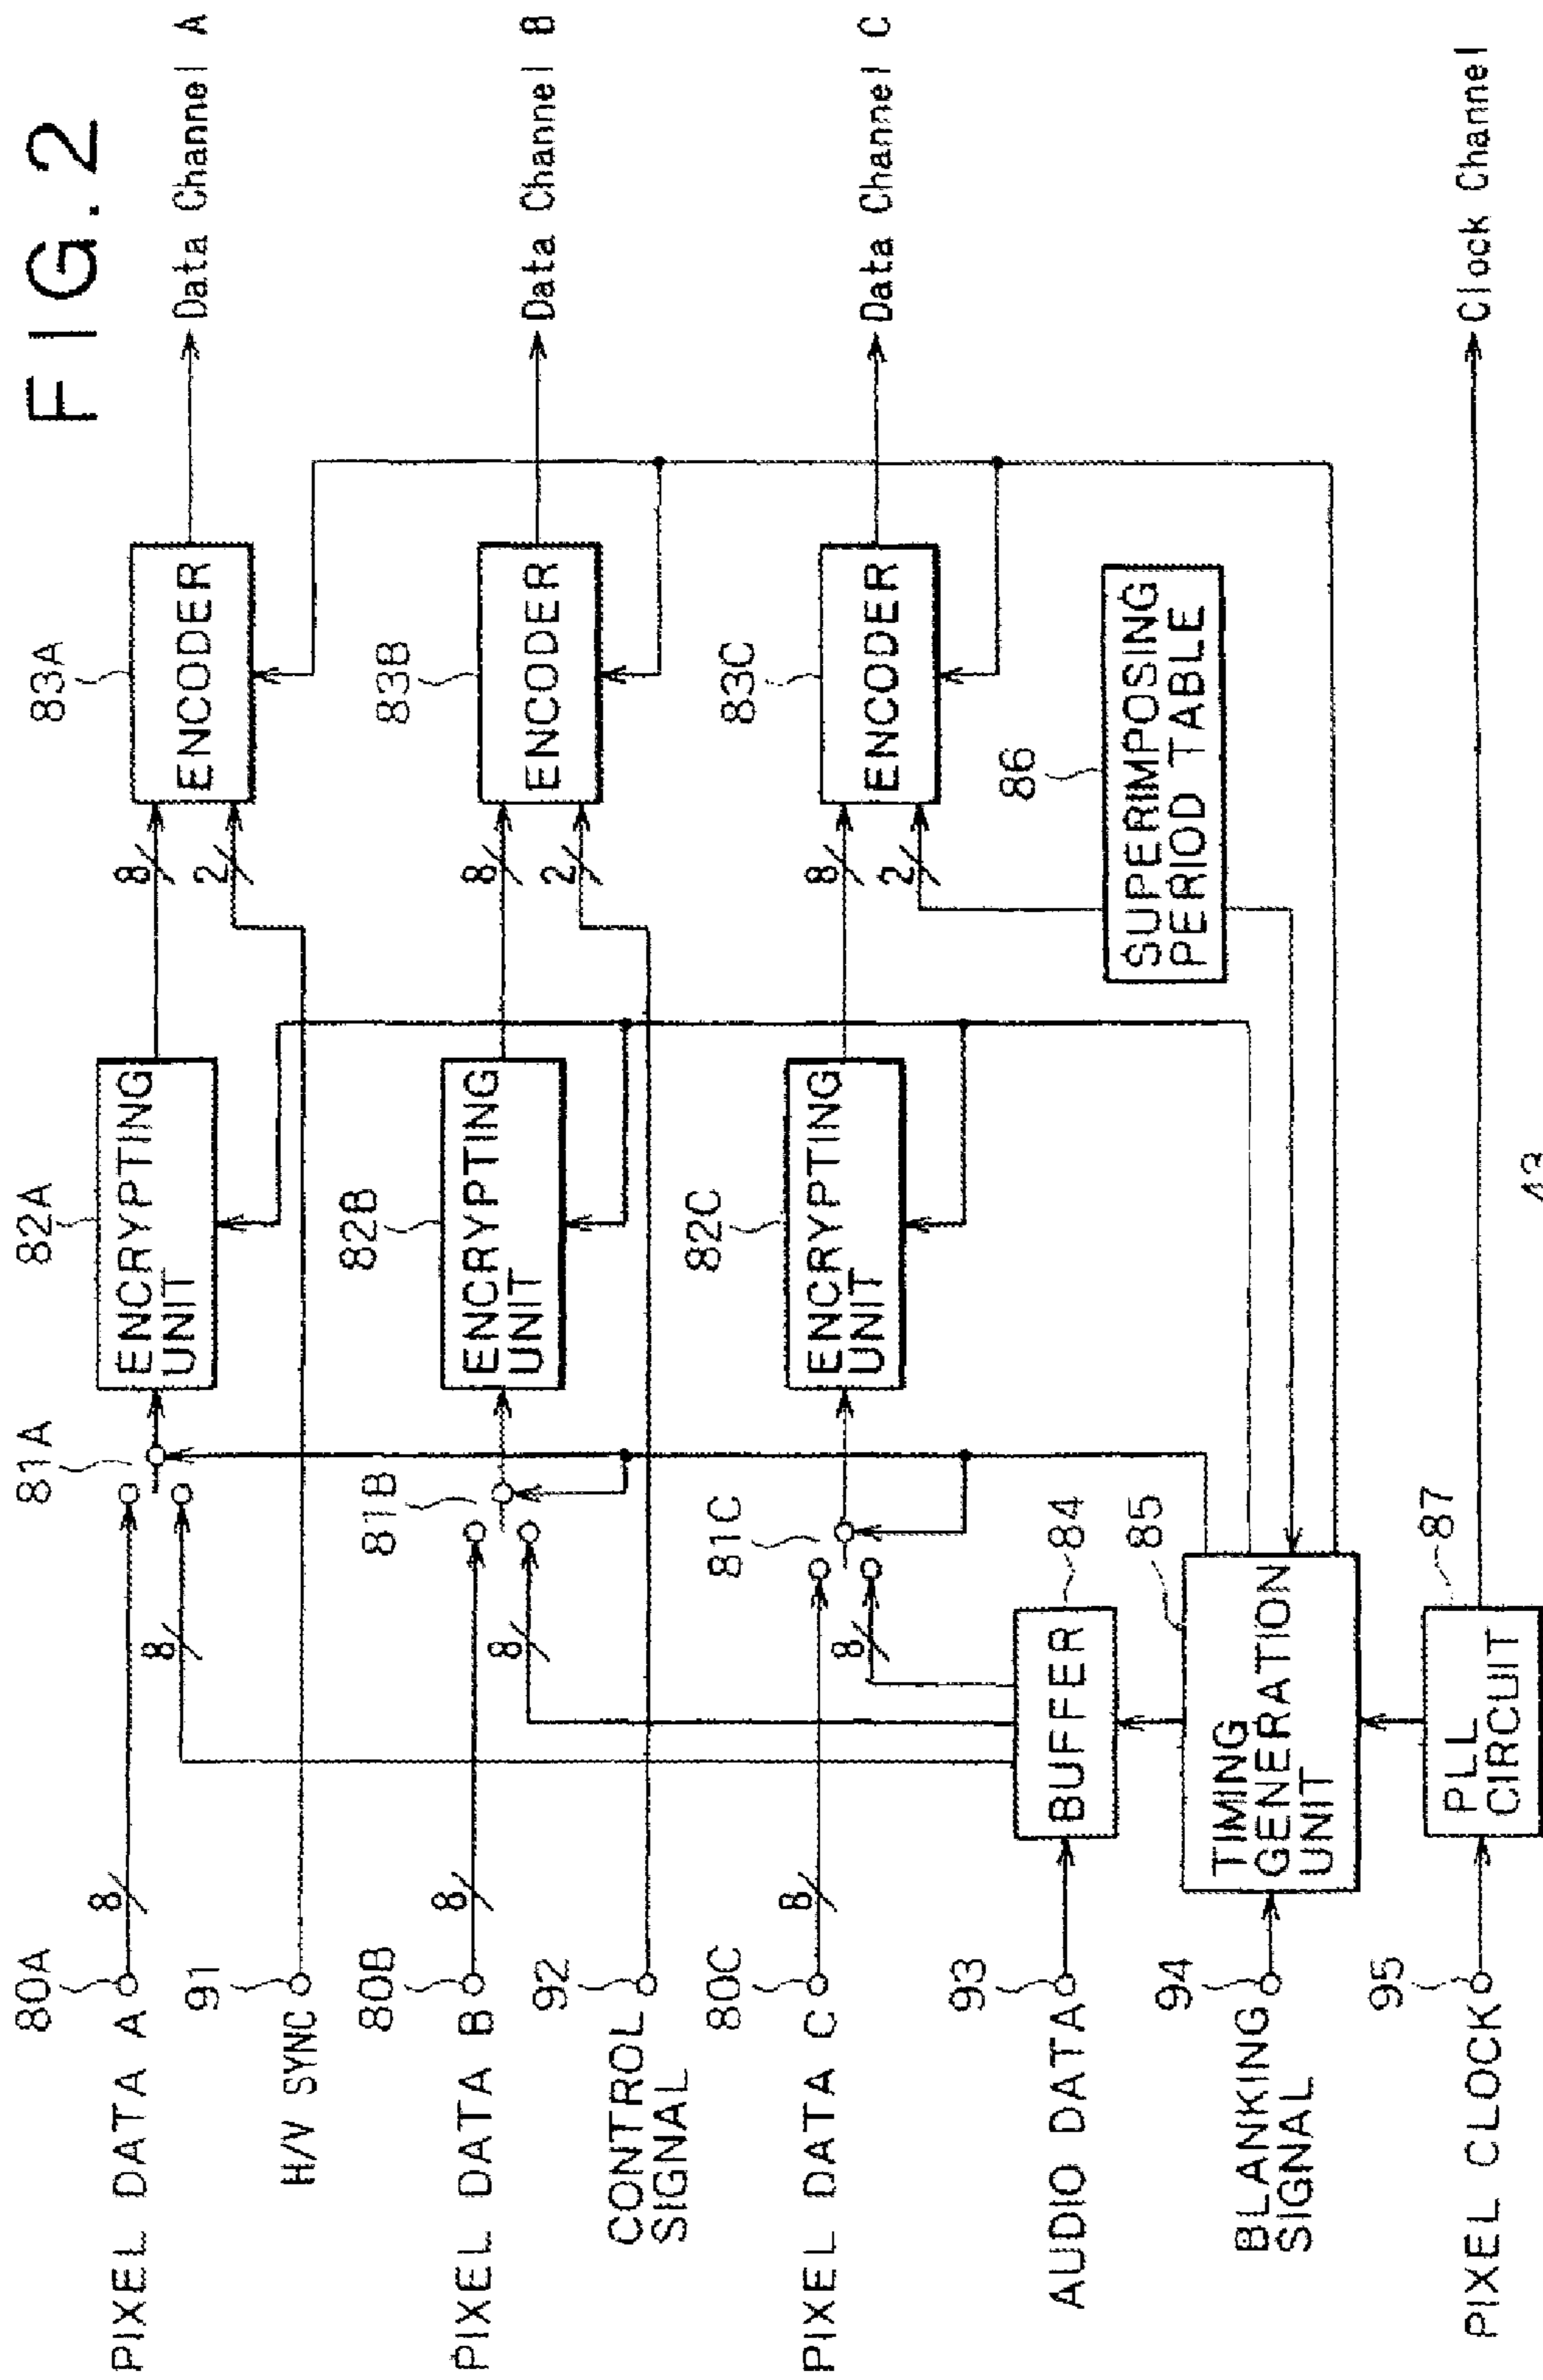 FIG. 2
PIXEL DATA A
80A
8
8
81A
82A
ENCRYPTING
UNIT
8
2
83A
ENCODER
Data Channel A
H/V SYNC
91
PIXEL DATA B
80B
8
8
81B
82B
ENCRYPTING
UNIT
8
2
83B
ENCODER
Data Channel B
CONTROL
SIGNAL
92
PIXEL DATA C
80C
8
8
81C
82C
ENCRYPTING
UNIT
8
2
83C
ENCODER
Data Channel C
AUDIO DATA
93
BUFFER
84
86
SUPERIMPOSING
PERIOD TABLE
BLANKING
SIGNAL
94
TIMING
GENERATION
UNIT
85
PIXEL CLOCK
95
PLL
CIRCUIT
87
Clock Channel